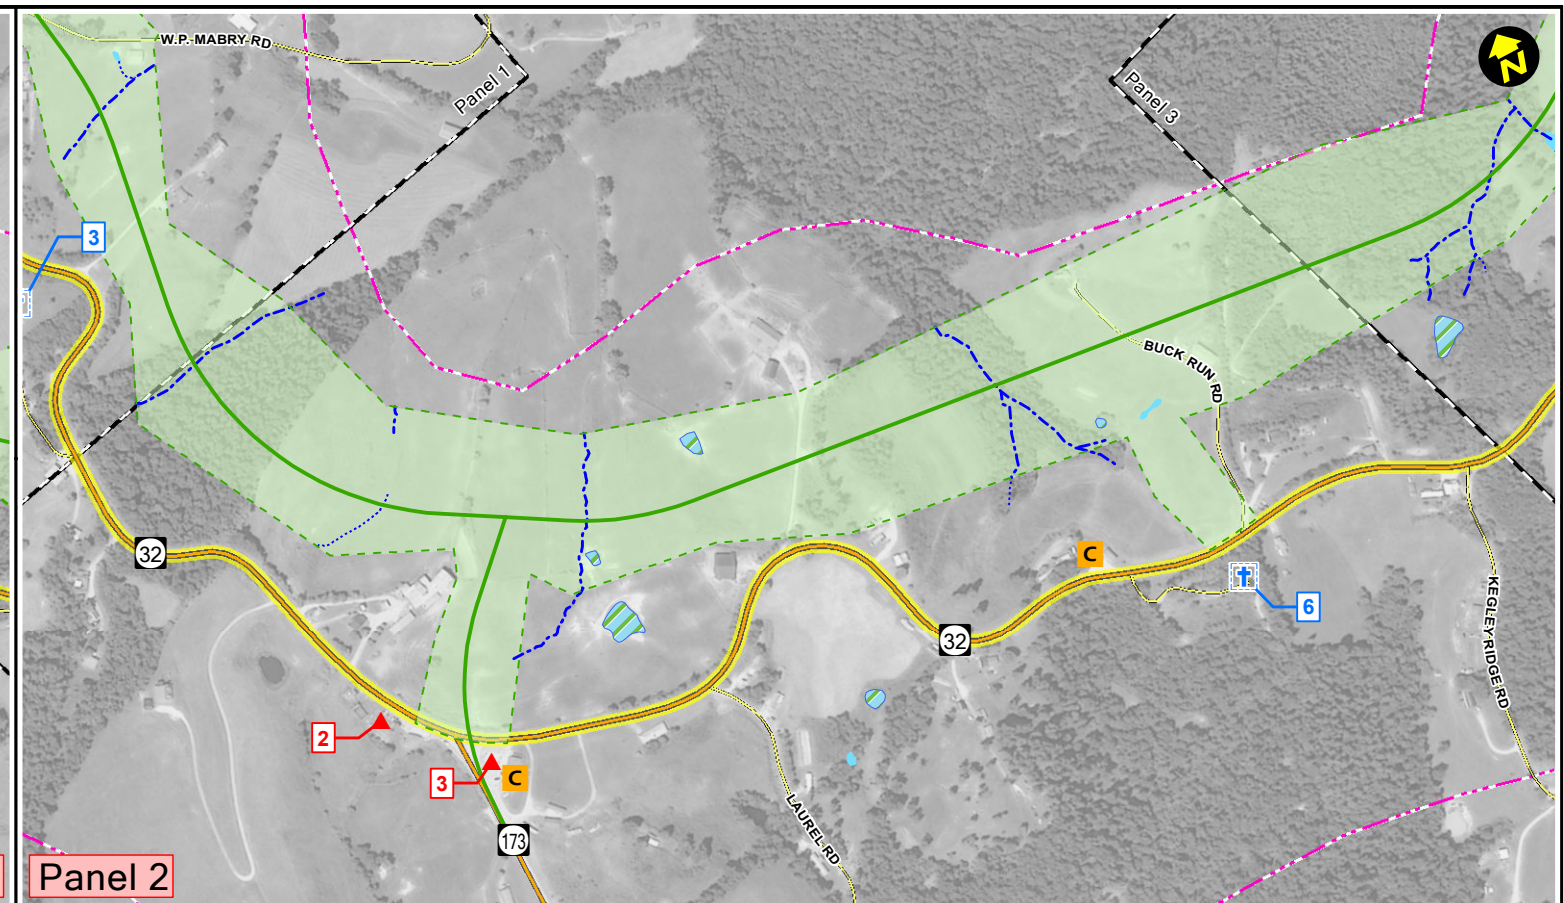 W.P. MABRY RD
Panel 1
Panel 3
N
3
BUCK RUN RD
32
C
6
32
KEGLEY RIDGE RD
2
3
C
LAUREL RD
173
Panel 2